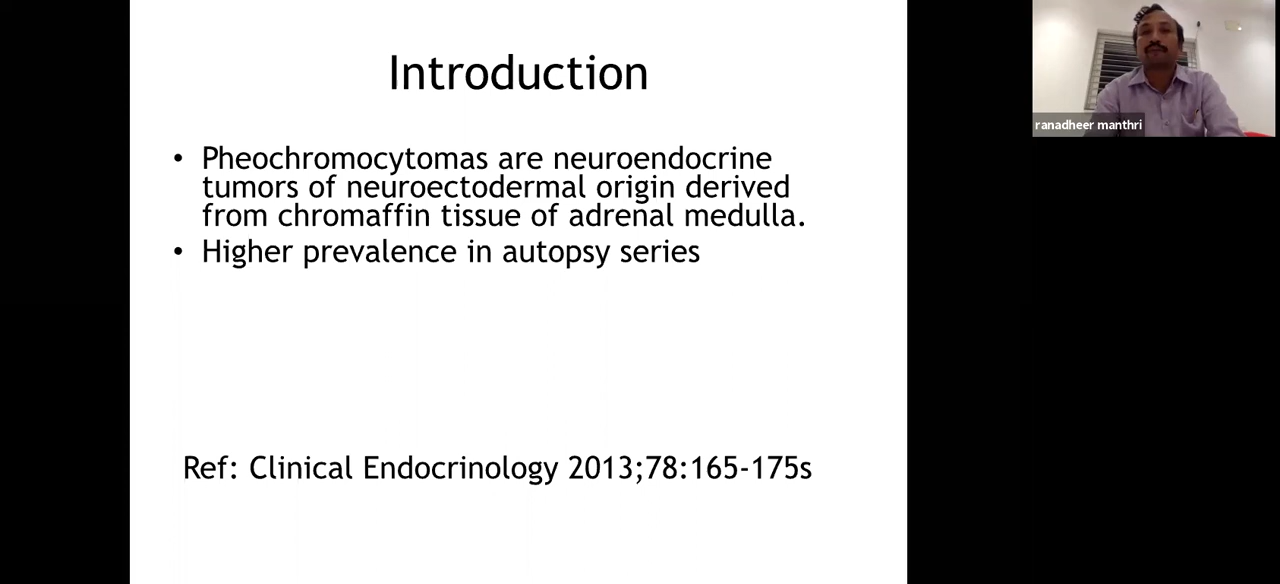 Introduction
• Pheochromocytomas are neuroendocrine
tumors of neuroectodermal origin derived
from chromaffin tissue of adrenal medulla.
• Higher prevalence in autopsy series
Ref: Clinical Endocrinology 2013;78:165-175s
ranadheer manthri